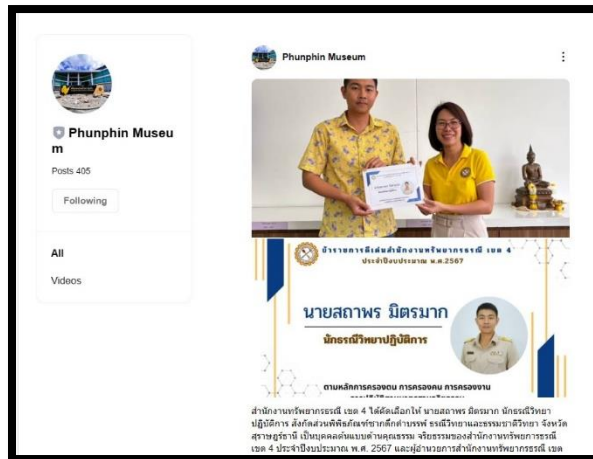 Phunphin Museu
m
Posts 405
Following
All
Videos
Phunphin Museum
ข้าราชการดีเด่นสำนักงานทรัพยากรธรณี เขต 4
ประจำปีงบประมาณ พ.ศ.2567
นายสถาพร มิตรมาก
นักธรณีวิทยาปฏิบัติการ
ตามหลักการครองตน การครองคน การครองงาน
สำนักงานทรัพยากรธรณี เขต 4 ได้คัดเลือกให้ นายสถาพร มิตรมาก นักธรณีวิทยา
ปฏิบัติการ สังกัดส่วนพิพิธภัณฑ์ซากดึกดำบรรพ์ ธรณีวิทยาและธรรมชาติวิทยา จังหวัด
สุราษฎร์ธานี เป็นบุคคลต้นแบบด้านคุณธรรม จริยธรรมของสำนักงานทรัพยากรธรณี
เขต 4 ประจำปีงบประมาณ พ.ศ. 2567 และผู้อำนวยการสำนักงานทรัพยากรธรณี เขต